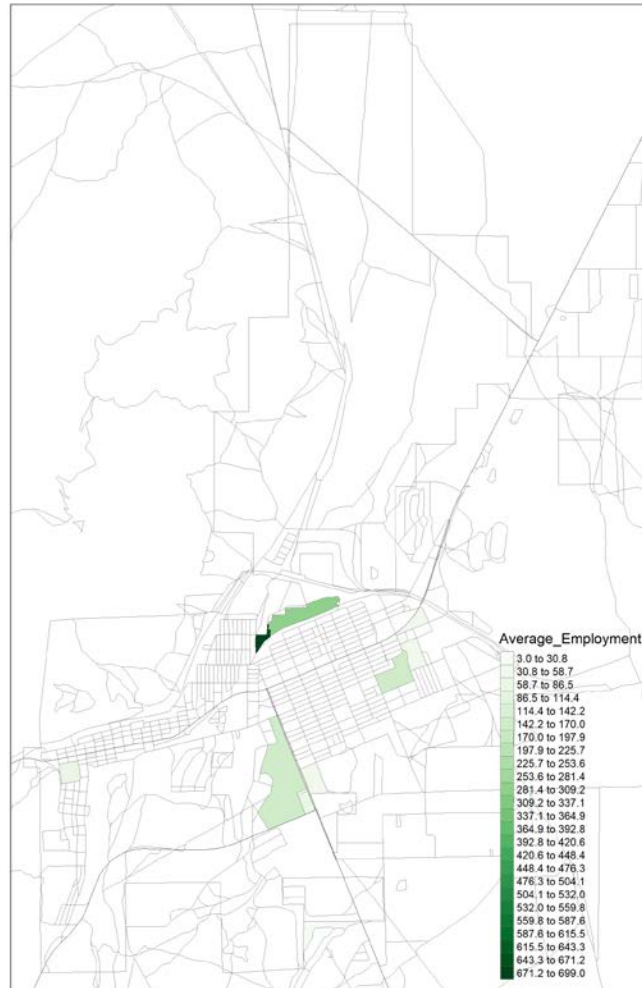 Average_Employment
3.0 to 30.8
30.8 to 58.7
58.7 to 86.5
86.5 to 114.4
114.4 to 142.2
142.2 to 170.0
170.0 to 197.9
197.9 to 225.7
225.7 to 253.6
253.6 to 281.4
281.4 to 309.2
309.2 to 337.1
337.1 to 364.9
364.9 to 392.8
392.8 to 420.6
420.6 to 448.4
448.4 to 476.3
476.3 to 504.1
504.1 to 532.0
532.0 to 559.8
559.8 to 587.6
587.6 to 615.5
615.5 to 643.3
643.3 to 671.2
671.2 to 699.0